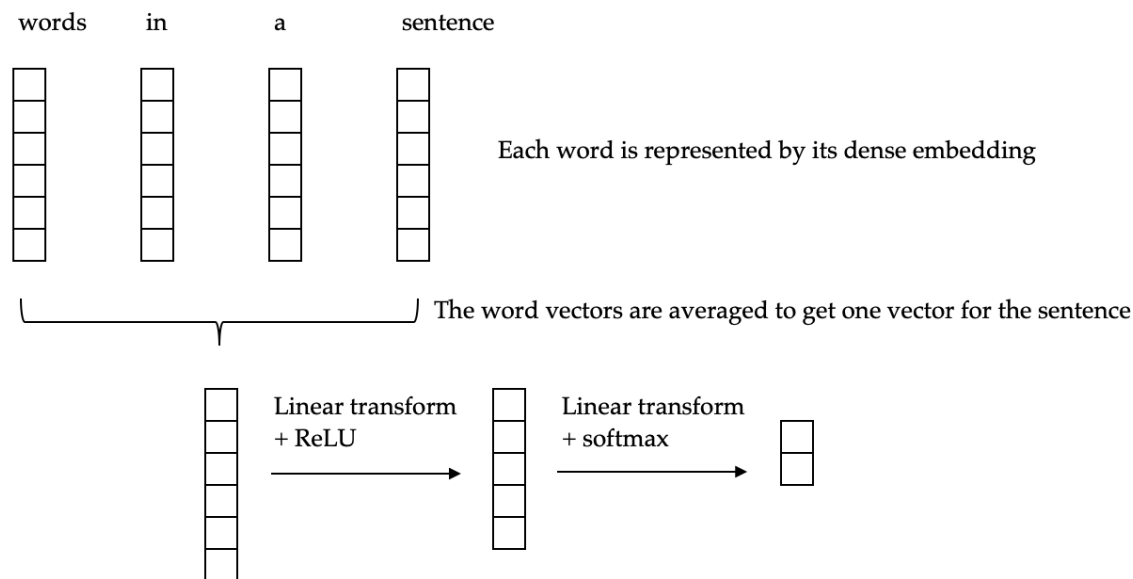 words in a sentence
Each word is represented by its dense embedding
The word vectors are averaged to get one vector for the sentence
Linear transform
+ ReLU
Linear transform
+ softmax